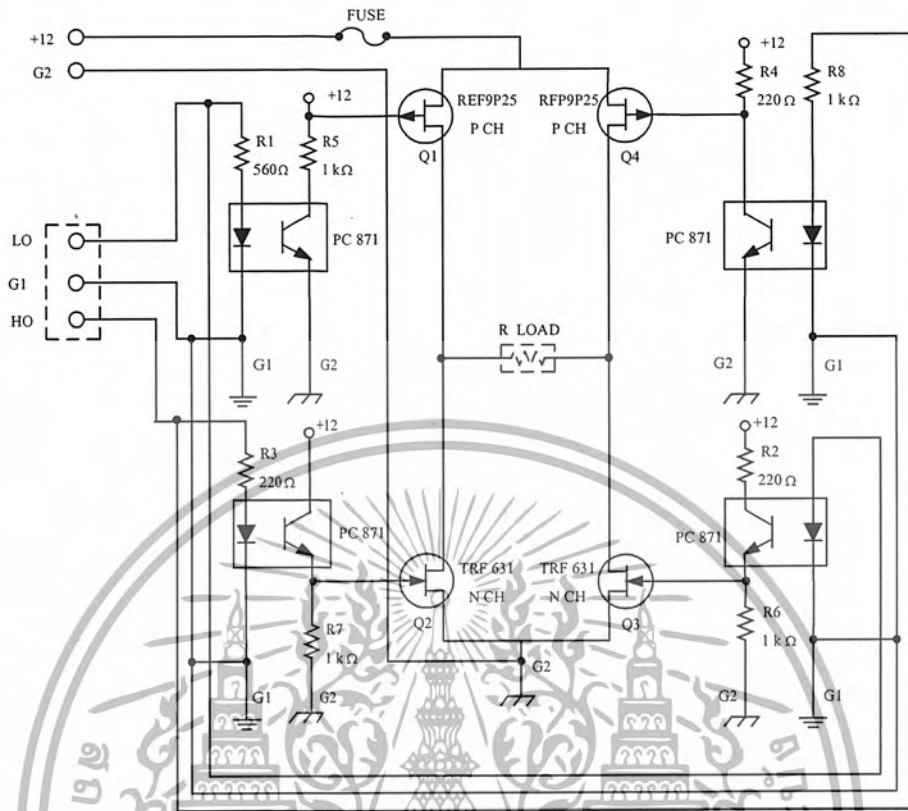 FUSE
+12
G2
+12
R5
1 kΩ
R1
560Ω
REF9P25
P CH
Q1
RFP9P25
P CH
Q4
+12
R4
220Ω
R8
1 kΩ
PC 871
PC 871
LO
G1
HO
R LOAD
G1
G2
G2
G1
+12
R3
220Ω
PC 871
TRF 631
N CH
Q2
TRF 631
N CH
Q3
+12
R2
220Ω
PC 871
R7
1 kΩ
R6
1 kΩ
G1
G2
G2
G2
G1